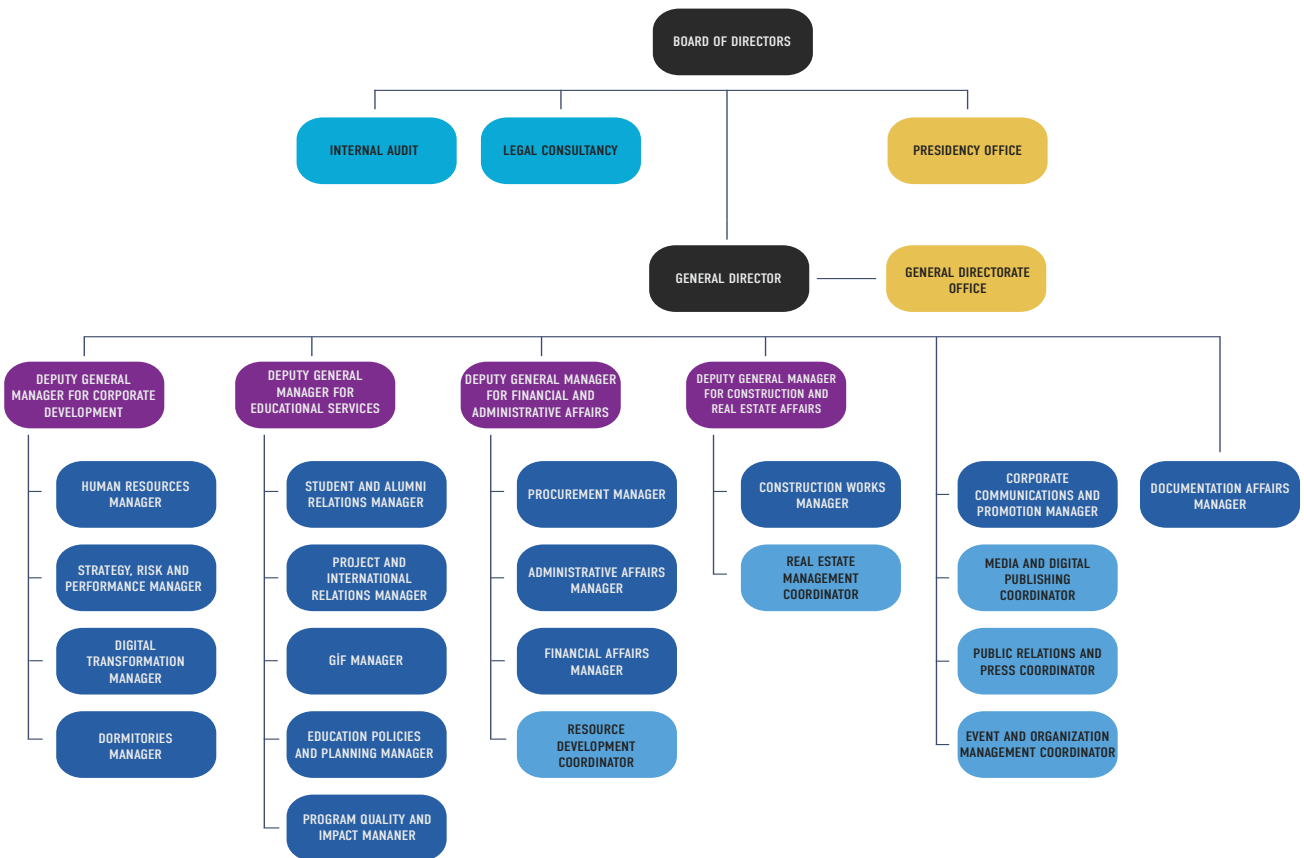 BOARD OF DIRECTORS
INTERNAL AUDIT
LEGAL CONSULTANCY
PRESIDENCY OFFICE
GENERAL DIRECTOR
GENERAL DIRECTORATE
OFFICE
DEPUTY GENERAL
MANAGER FOR CORPORATE
DEVELOPMENT
DEPUTY GENERAL
MANAGER FOR
EDUCATIONAL SERVICES
DEPUTY GENERAL MANAGER
FOR FINANCIAL AND
ADMINISTRATIVE AFFAIRS
DEPUTY GENERAL MANAGER
FOR CONSTRUCTION AND
REAL ESTATE AFFAIRS
HUMAN RESOURCES
MANAGER
STUDENT AND ALUMNI
RELATIONS MANAGER
PROCUREMENT MANAGER
CONSTRUCTION WORKS
MANAGER
CORPORATE
COMMUNICATIONS AND
PROMOTION MANAGER
DOCUMENTATION AFFAIRS
MANAGER
STRATEGY, RISK AND
PERFORMANCE MANAGER
PROJECT AND
INTERNATIONAL
RELATIONS MANAGER
ADMINISTRATIVE AFFAIRS
MANAGER
REAL ESTATE
MANAGEMENT
COORDINATOR
MEDIA AND DIGITAL
PUBLISHING
COORDINATOR
DIGITAL
TRANSFORMATION
MANAGER
GİF MANAGER
FINANCIAL AFFAIRS
MANAGER
PUBLIC RELATIONS AND
PRESS COORDINATOR
DORMITORIES
MANAGER
EDUCATION POLICIES
AND PLANNING MANAGER
RESOURCE
DEVELOPMENT
COORDINATOR
EVENT AND ORGANIZATION
MANAGEMENT COORDINATOR
PROGRAM QUALITY AND
IMPACT MANANER